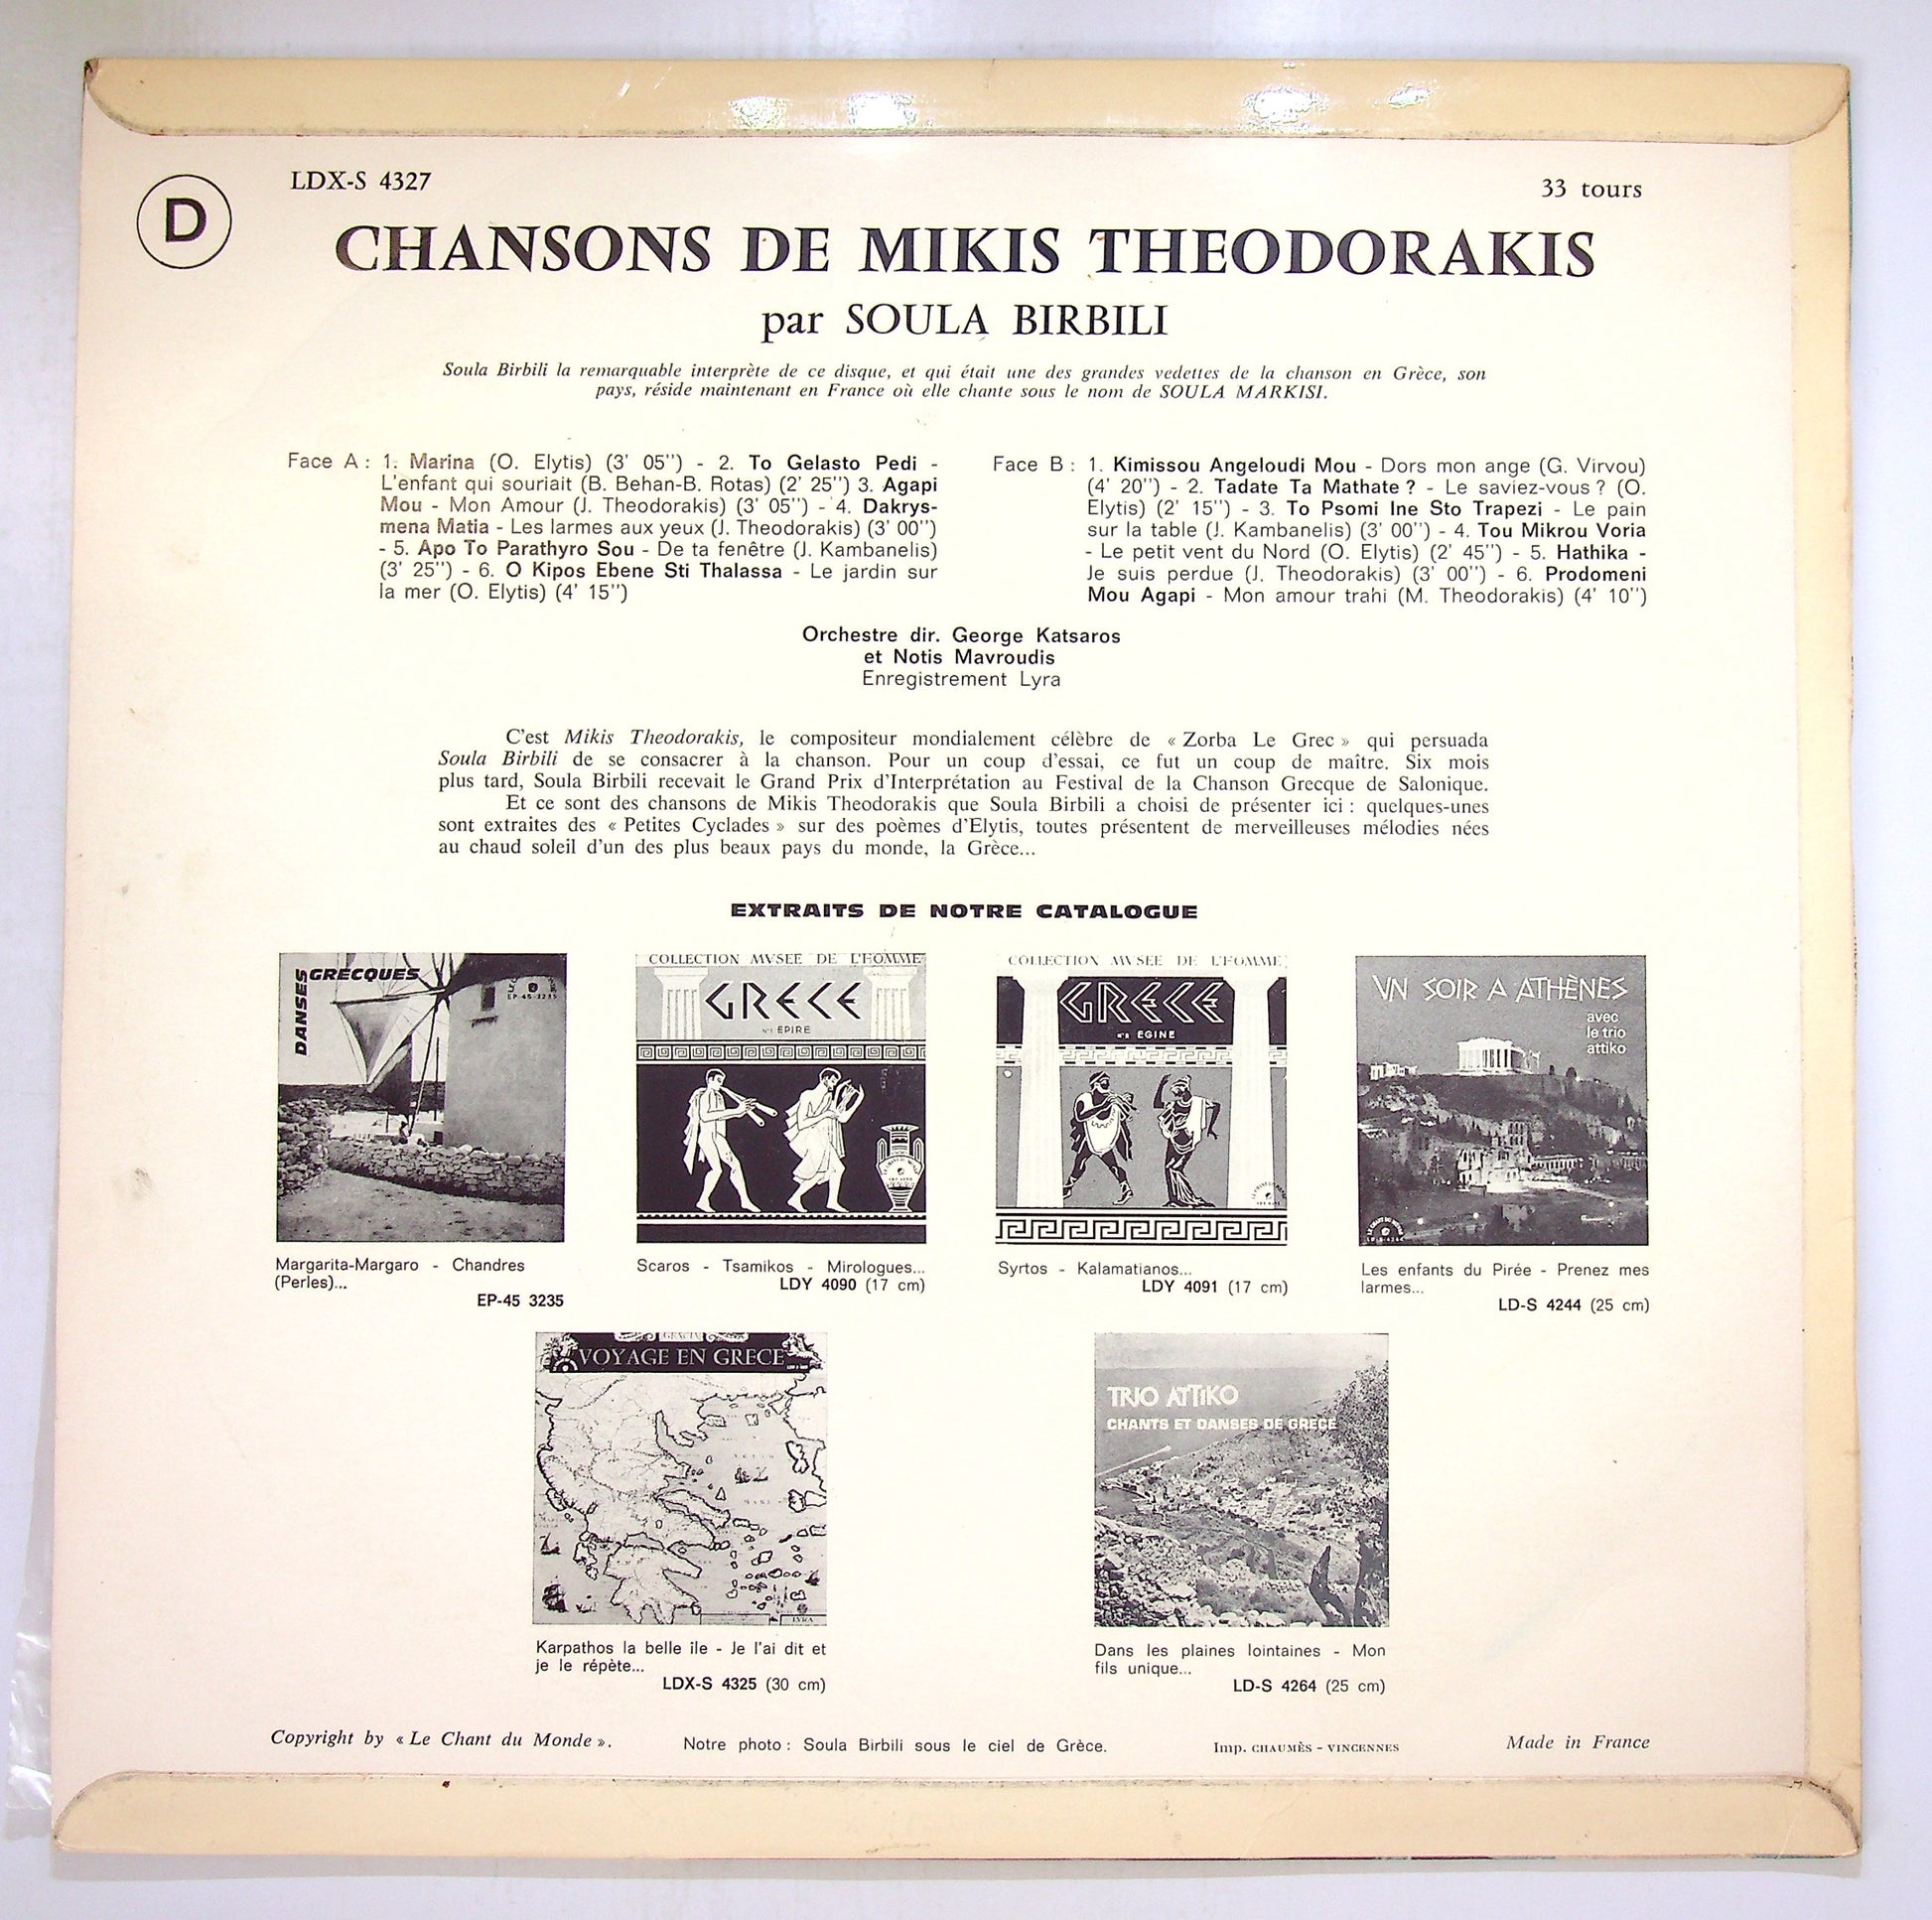 D
LDX-S 4327
33 tours
CHANSONS DE MIKIS THEODORAKIS
par SOULA BIRBILI
Soula Birbili la remarquable interprète de ce disque, et qui était une des grandes vedettes de la chanson en Grèce, son
pays, réside maintenant en France où elle chante sous le nom de SOULA MARKISI.
Face A : 1. Marina (O. Elytis) (3' 05'') - 2. To Gelasto Pedi -
L'enfant qui souriait (B. Behan-B. Rotas) (2' 25'') 3. Agapi
Mou - Mon Amour (J. Theodorakis) (3' 05'') - 4. Dakrys-
mena Matia - Les larmes aux yeux (J. Theodorakis) (3' 00'')
- 5. Apo To Parathyro Sou - De ta fenêtre (J. Kambanelis)
(3' 25'') - 6. O Kipos Ebene Sti Thalassa - Le jardin sur
la mer (O. Elytis) (4' 15'')
Face B : 1. Kimissou Angeloudi Mou - Dors mon ange (G. Virvou)
(4' 20'') - 2. Tadate Ta Mathate ? - Le saviez-vous ? (O.
Elytis) (2' 15'') - 3. To Psomi Ine Sto Trapezi - Le pain
sur la table (J. Kambanelis) (3' 00'') - 4. Tou Mikrou Voria
- Le petit vent du Nord (O. Elytis) (2' 45'') - 5. Hathika -
Je suis perdue (J. Theodorakis) (3' 00'') - 6. Prodomeni
Mou Agapi - Mon amour trahi (M. Theodorakis) (4' 10'')
Orchestre dir. George Katsaros
et Notis Mavroudis
Enregistrement Lyra
C'est Mikis Theodorakis, le compositeur mondialement célèbre de « Zorba Le Grec » qui persuada
Soula Birbili de se consacrer à la chanson. Pour un coup d'essai, ce fut un coup de maître. Six mois
plus tard, Soula Birbili recevait le Grand Prix d'Interprétation au Festival de la Chanson Grecque de Salonique.
Et ce sont des chansons de Mikis Theodorakis que Soula Birbili a choisi de présenter ici : quelques-unes
sont extraites des « Petites Cyclades » sur des poèmes d'Elytis, toutes présentent de merveilleuses mélodies nées
au chaud soleil d'un des plus beaux pays du monde, la Grèce...
EXTRAITS DE NOTRE CATALOGUE
DANSES GRECQUES
EP-45-3235
COLLECTION MVSEE DE L'HOMME
GRECE
N°1 EPIRE
COLLECTION MVSEE DE L'HOMME
GRECE
N°2 EGINE
VN SOIR A ATHÈNES
avec
le trio
attiko
Margarita-Margaro - Chandres
(Perles)...
EP-45 3235
Scaros - Tsamikos - Mirologues...
LDY 4090 (17 cm)
Syrtos - Kalamatianos...
LDY 4091 (17 cm)
Les enfants du Pirée - Prenez mes
larmes...
LD-S 4244 (25 cm)
VOYAGE EN GRECE
LYRA
TRIO ATTIKO
CHANTS ET DANSES DE GRECE
Karpathos la belle île - Je l'ai dit et
je le répète...
LDX-S 4325 (30 cm)
Dans les plaines lointaines - Mon
fils unique...
LD-S 4264 (25 cm)
Copyright by « Le Chant du Monde ».
Notre photo : Soula Birbili sous le ciel de Grèce.
Imp. CHAUMÈS - VINCENNES
Made in France